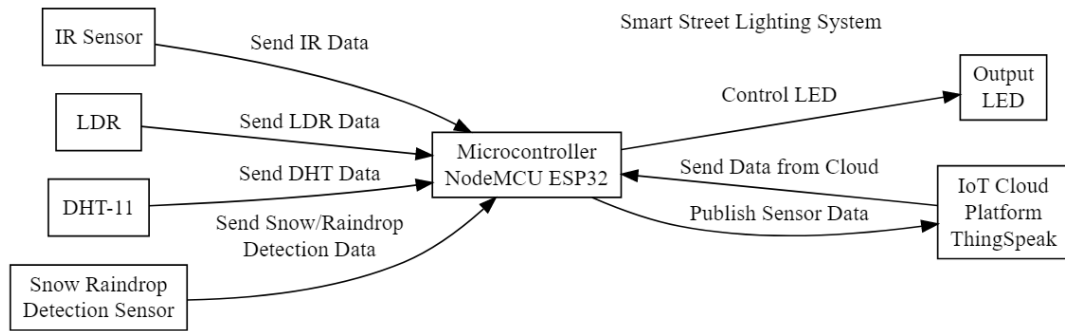 Smart Street Lighting System
IR Sensor
Send IR Data
LDR
Send LDR Data
DHT-11
Send DHT Data
Snow Raindrop
Detection Sensor
Send Snow/Raindrop
Detection Data
Microcontroller
NodeMCU ESP32
Control LED
Output
LED
Send Data from Cloud
Publish Sensor Data
IoT Cloud
Platform
ThingSpeak